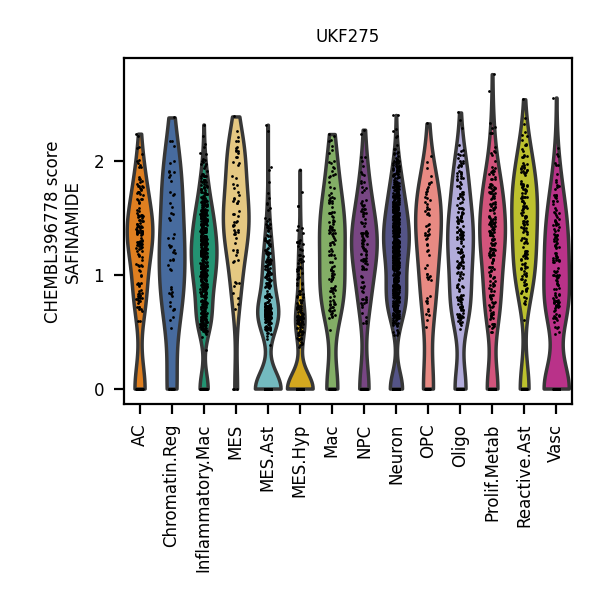 UKF275
CHEMBL396778 score
SAFINAMIDE
2
1
0
AC
Chromatin.Reg
Inflammatory.Mac
MES
MES.Ast
MES.Hyp
Mac
NPC
Neuron
OPC
Oligo
Prolif.Metab
Reactive.Ast
Vasc